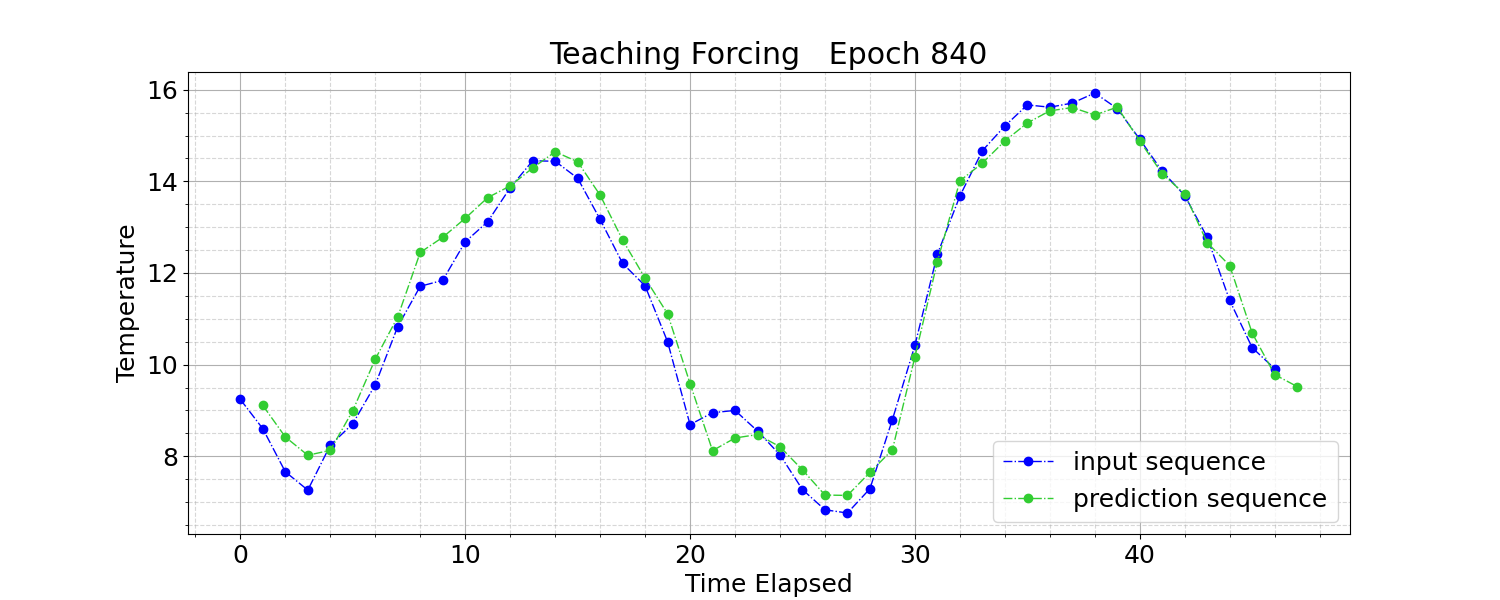 Teaching Forcing   Epoch 840
16
14
12
10
8
Temperature
0 10 20 30 40
Time Elapsed
input sequence
prediction sequence